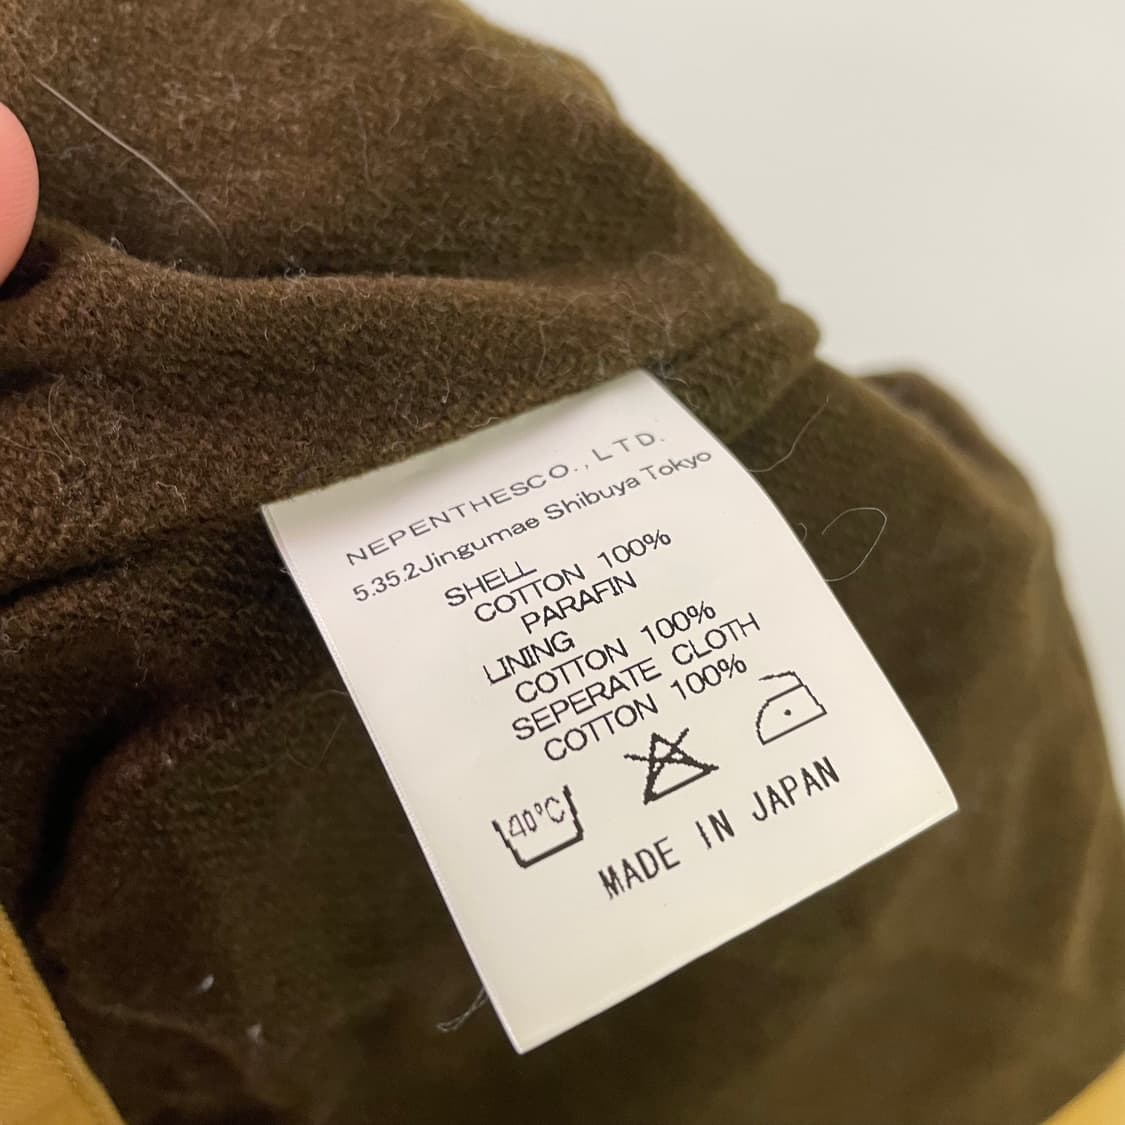 NEPENTHESCO.,LTD.
5.35.2Jingumae Shibuya Tokyo
SHELL
COTTON 100%
PARAFIN
LINING
COTTON 100%
SEPERATE CLOTH
COTTON 100%
40°C
MADE IN JAPAN